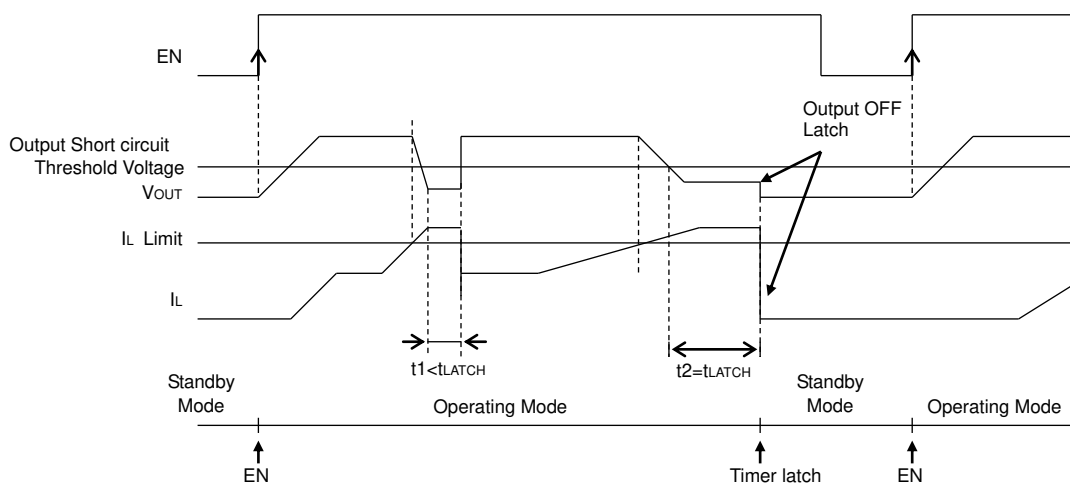 EN
Output OFF
Latch
Output Short circuit
Threshold Voltage
VOUT
IL Limit
IL
t1<tLATCH
t2=tLATCH
Standby
Mode
Operating Mode
Standby
Mode
Operating Mode
EN
Timer latch
EN